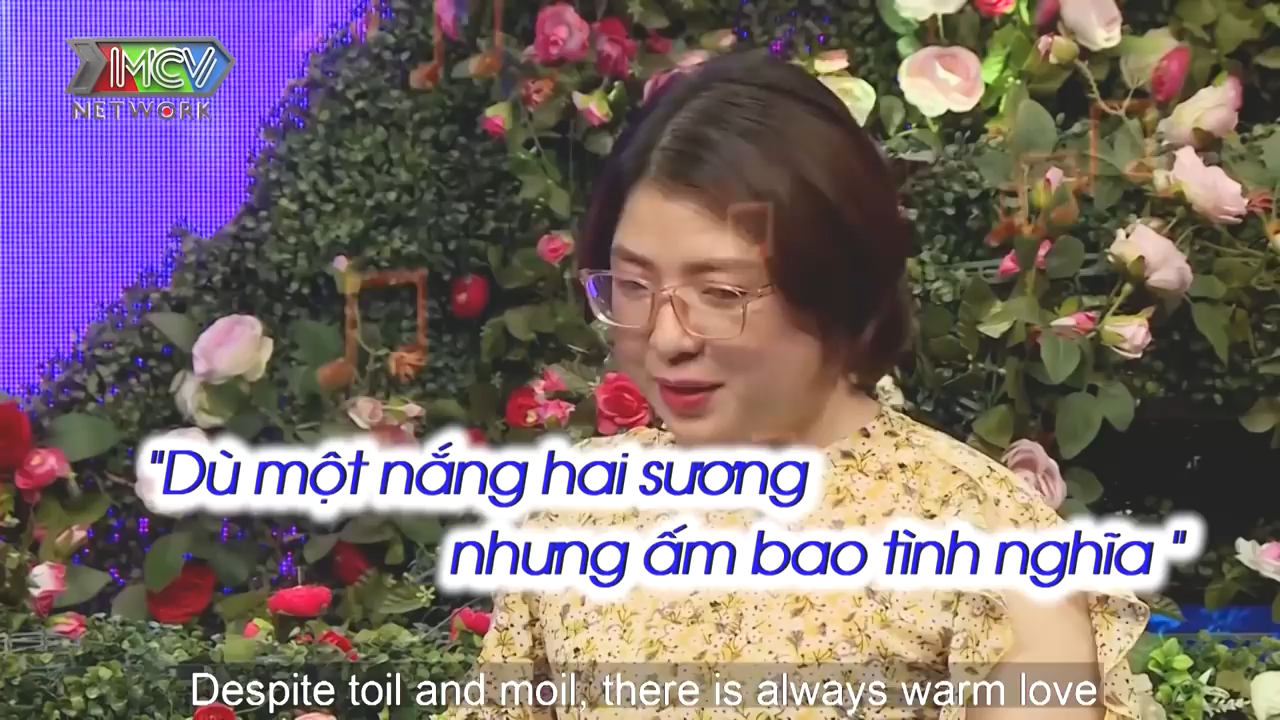 MCV
NETWORK
"Dù một nắng hai sương
nhưng ấm bao tình nghĩa "
Despite toil and moil, there is always warm love